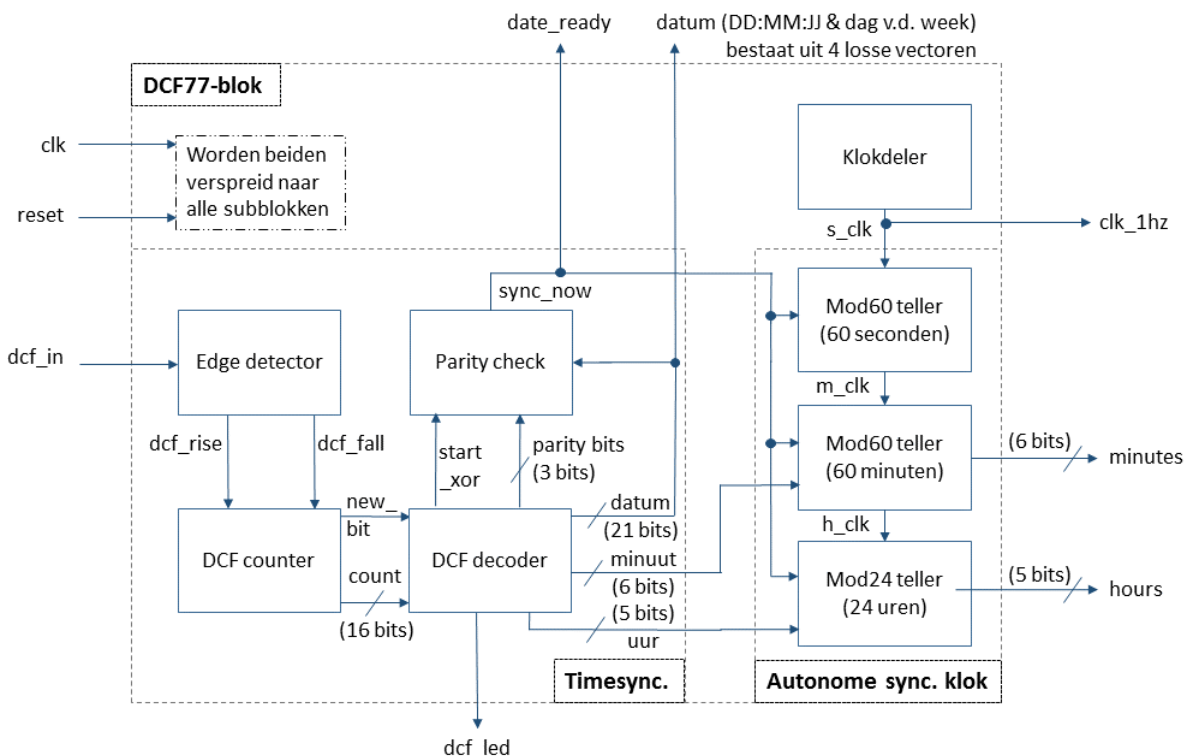 date_ready
datum (DD:MM:JJ & dag v.d. week)
bestaat uit 4 losse vectoren
DCF77-blok
clk
reset
Worden beiden
verspreid naar
alle subblokken
Klokdeler
s_clk
clk_1hz
sync_now
dcf_in
Edge detector
Parity check
Mod60 teller
(60 seconden)
m_clk
dcf_rise
dcf_fall
start
_xor
parity bits
(3 bits)
Mod60 teller
(60 minuten)
(6 bits)
minutes
h_clk
DCF counter
new_
bit
count
(16 bits)
DCF decoder
datum
(21 bits)
minuut
(6 bits)
(5 bits)
uur
Mod24 teller
(24 uren)
(5 bits)
hours
Timesync.
Autonome sync. klok
dcf_led